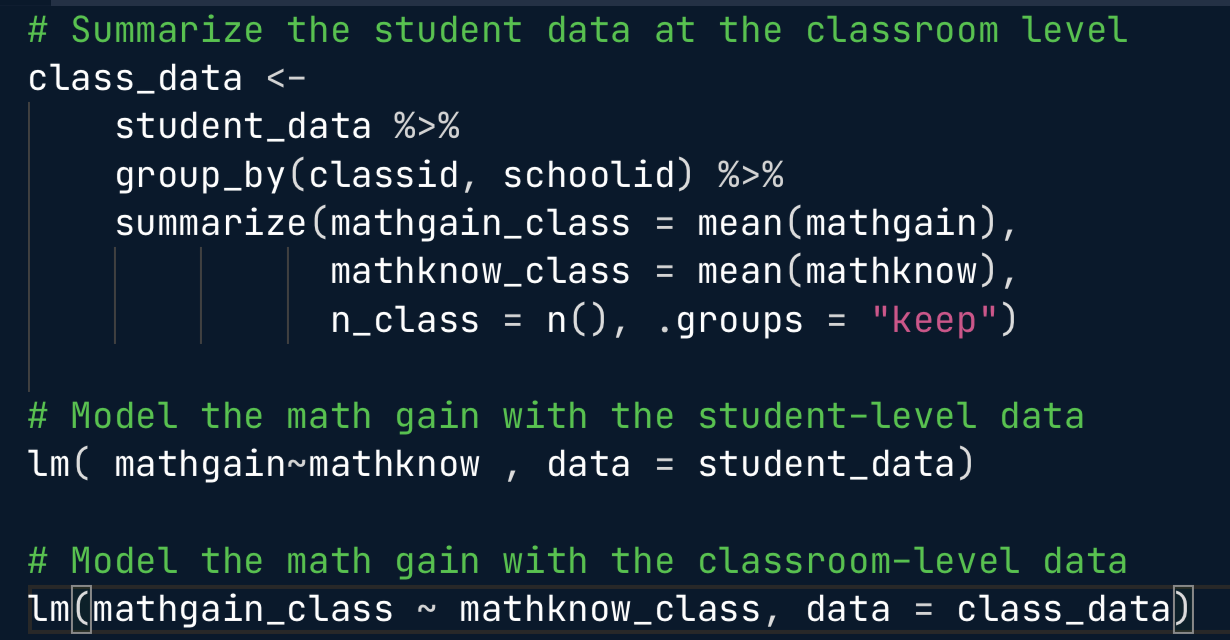 # Summarize the student data at the classroom level
class_data <-
    student_data %>%
    group_by(classid, schoolid) %>%
    summarize(mathgain_class = mean(mathgain),
              mathknow_class = mean(mathknow),
              n_class = n(), .groups = "keep")
# Model the math gain with the student-level data
lm( mathgain~mathknow , data = student_data)
# Model the math gain with the classroom-level data
lm(mathgain_class ~ mathknow_class, data = class_data)